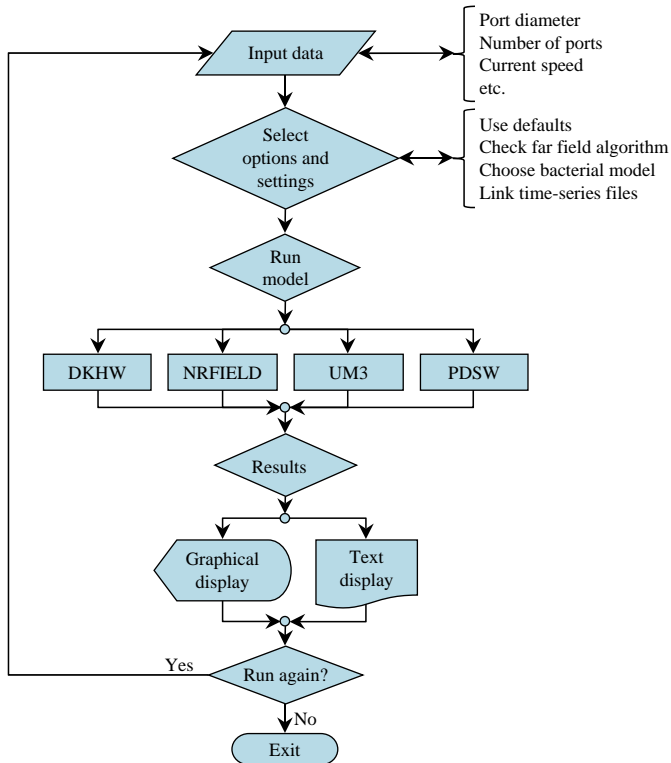 Input data
Port diameter
Number of ports
Current speed
etc.
Select
options and
settings
Use defaults
Check far field algorithm
Choose bacterial model
Link time-series files
Run
model
DKHW
NRFIELD
UM3
PDSW
Results
Graphical
display
Text
display
Yes
Run again?
No
Exit